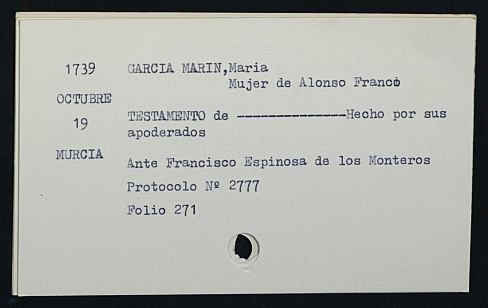 1739 GARCIA MARIN,Maria
Mujer de Alonso Franco
OCTUBRE
19 TESTAMENTO de --------------Hecho por sus
apoderados
MURCIA Ante Francisco Espinosa de los Monteros
Protocolo Nº 2777
Folio 271